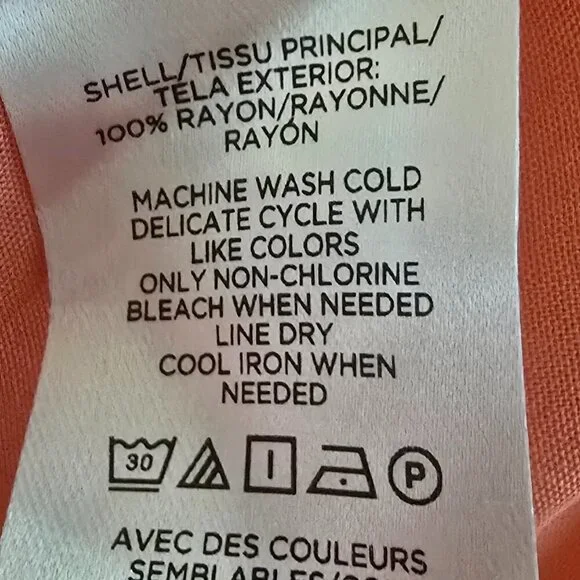 SHELL/TISSU PRINCIPAL/
TELA EXTERIOR:
100% RAYON/RAYONNE/
RAYÓN
MACHINE WASH COLD
DELICATE CYCLE WITH
LIKE COLORS
ONLY NON-CHLORINE
BLEACH WHEN NEEDED
LINE DRY
COOL IRON WHEN
NEEDED
30 P
AVEC DES COULEURS